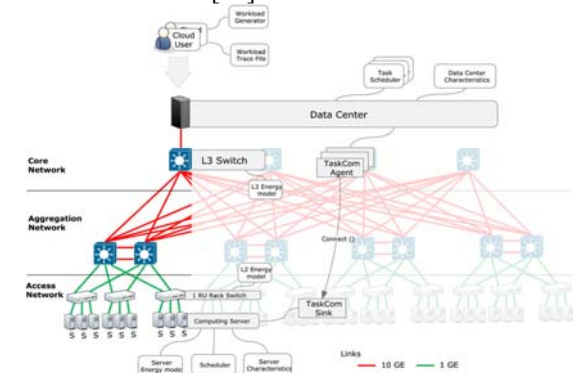 Workload
Generator
Cloud
User
Workload
Trace File
Task
Scheduler
Data Center
Characteristics
Data Center
Core
Network
L3 Switch
TaskCom
Agent
L3 Energy
model
Aggregation
Network
Connect ()
L2 Energy
model
Access
Network
1 RU Rack Switch
TaskCom
Sink
Computing Server
S S S S S S S S S
Server
Energy model
Scheduler
Server
Characteristics
Links
10 GE
1 GE